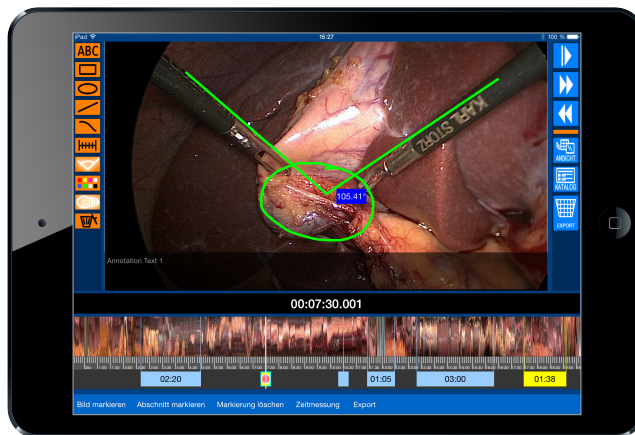 iPad
15:27
100 %
ABC
KARL STORZ
105.41°
ANSICHT
KATALOG
EXPORT
Annotation Text 1
00:07:30.001
02:20
01:05
03:00
01:38
Bild markieren Abschnitt markieren Markierung löschen Zeitmessung Export